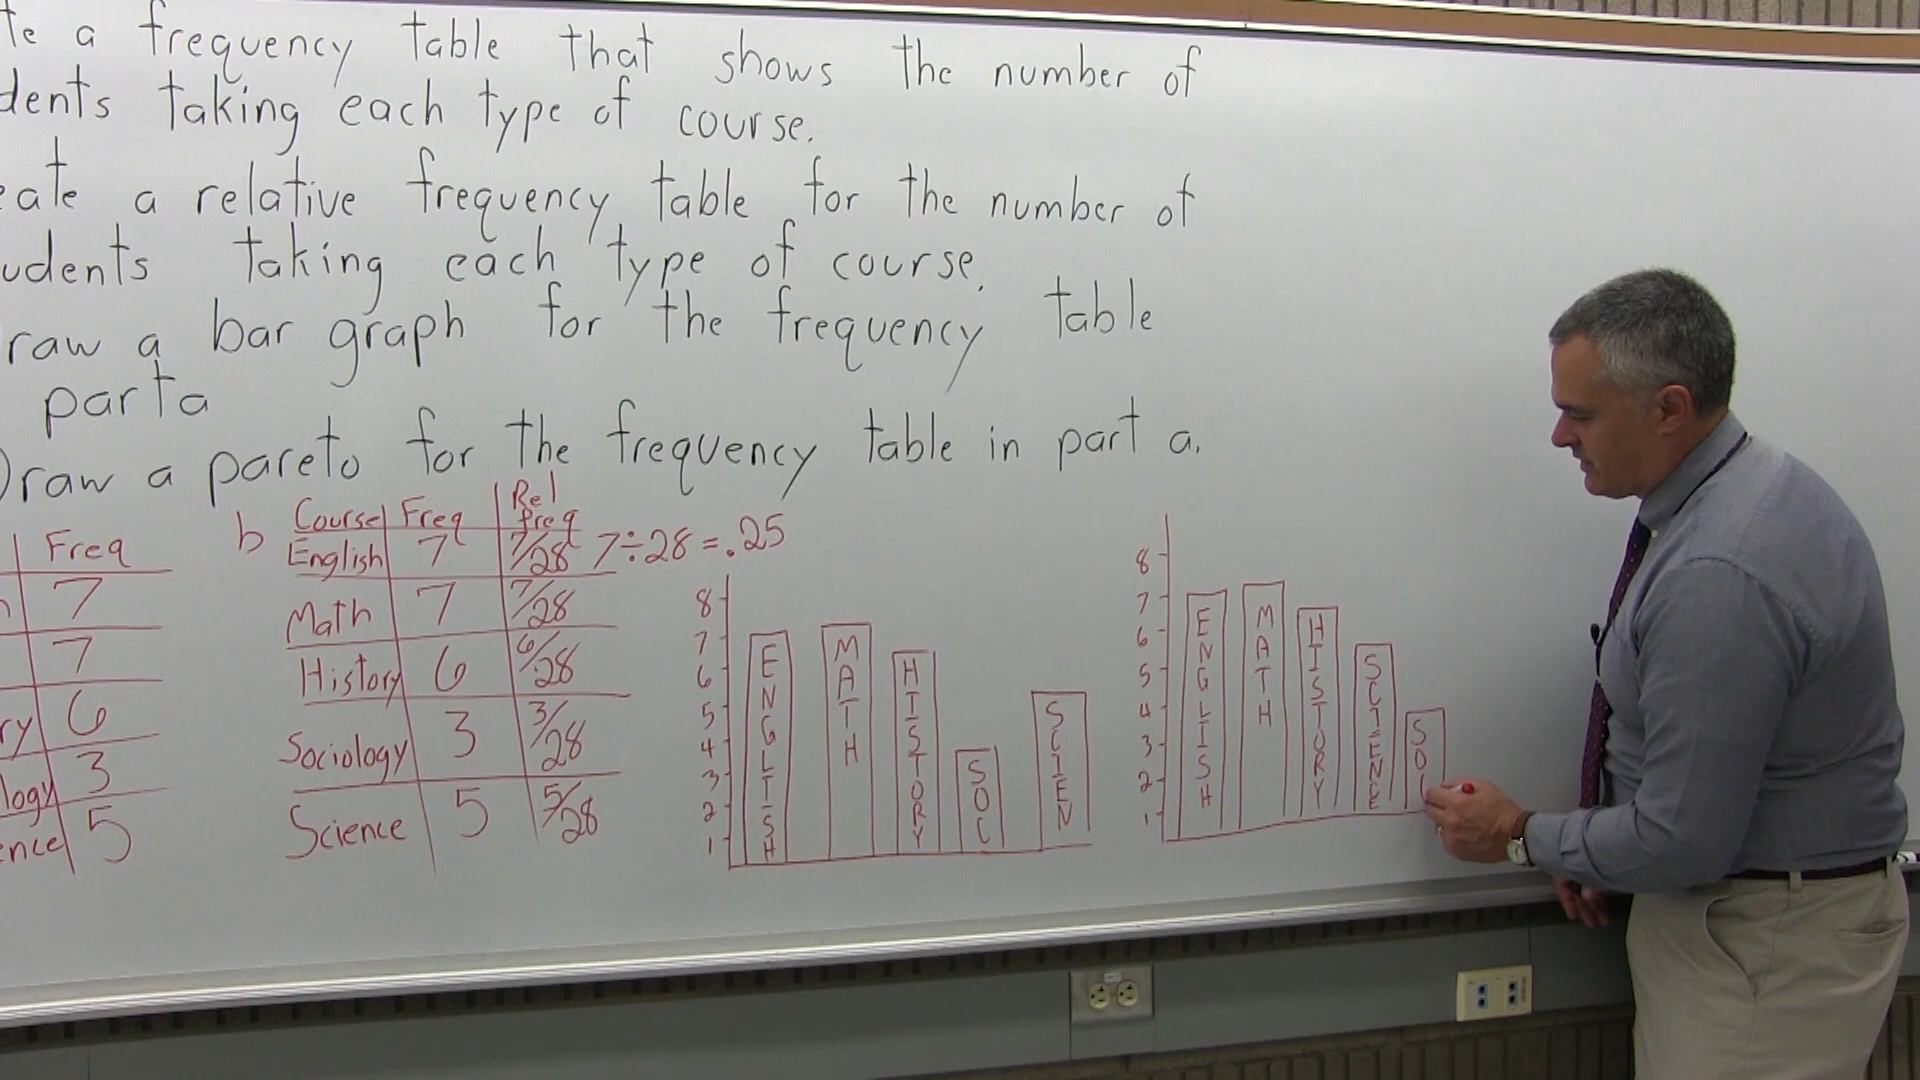 te a frequency table that shows the number of
dents taking each type of course.
eate a relative frequency table for the number of
udents taking each type of course.
raw a bar graph for the frequency table
part a
Draw a pareto for the frequency table in part a.
Freq
7
7
ry 6
logy 3
ence 5
b Course Freq Rel freq
English 7 7/28 7÷28=.25
Math 7 7/28
History 6 6/28
Sociology 3 3/28
Science 5 5/28
8
7
6
5
4
3
2
1
ENGLISH
MATH
HISTORY
SOC
SCIEN
8
7
6
5
4
3
2
1
ENGLISH
MATH
HISTORY
SCIENCE
SO